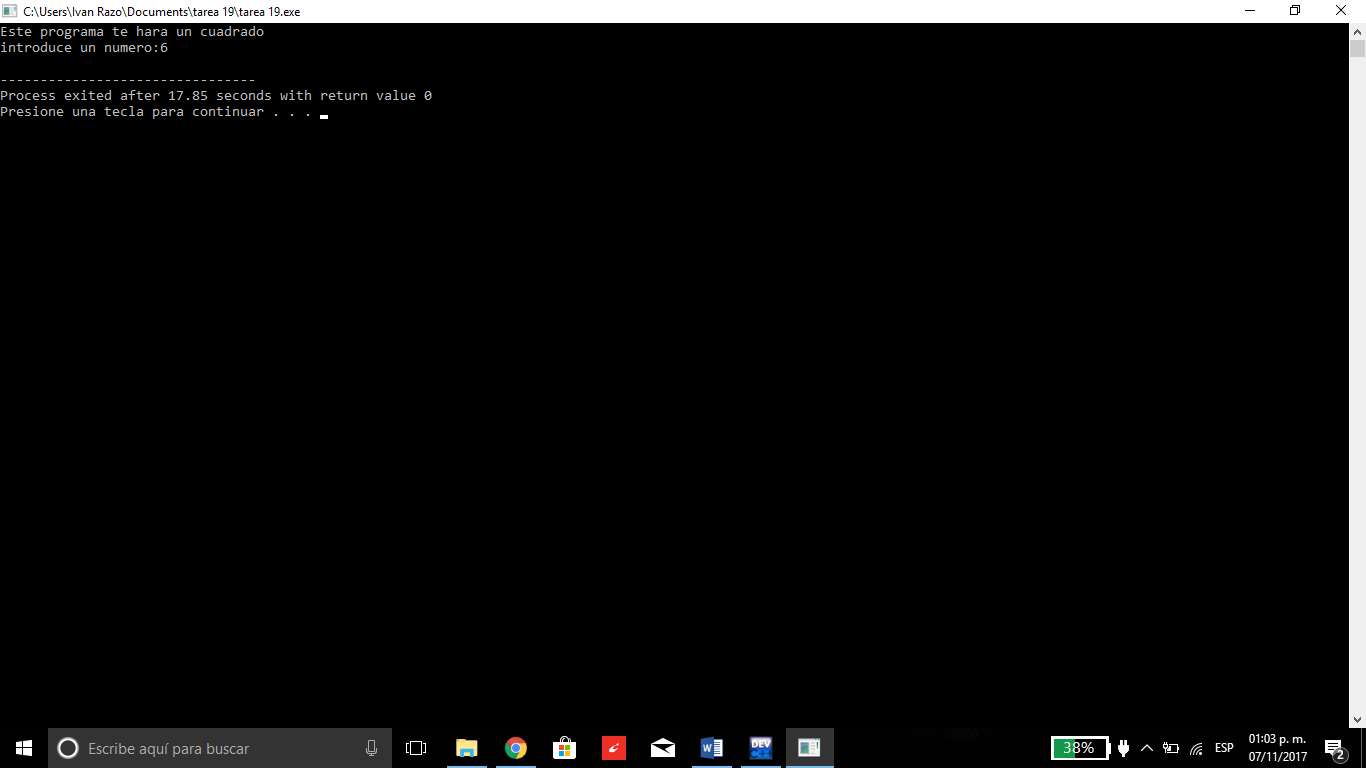 C:\Users\Ivan Razo\Documents\tarea 19\tarea 19.exe
Este programa te hara un cuadrado
introduce un numero:6
--------------------------------
Process exited after 17.85 seconds with return value 0
Presione una tecla para continuar . . .
Escribe aquí para buscar
DEV
38%
ESP
01:03 p. m.
07/11/2017
2